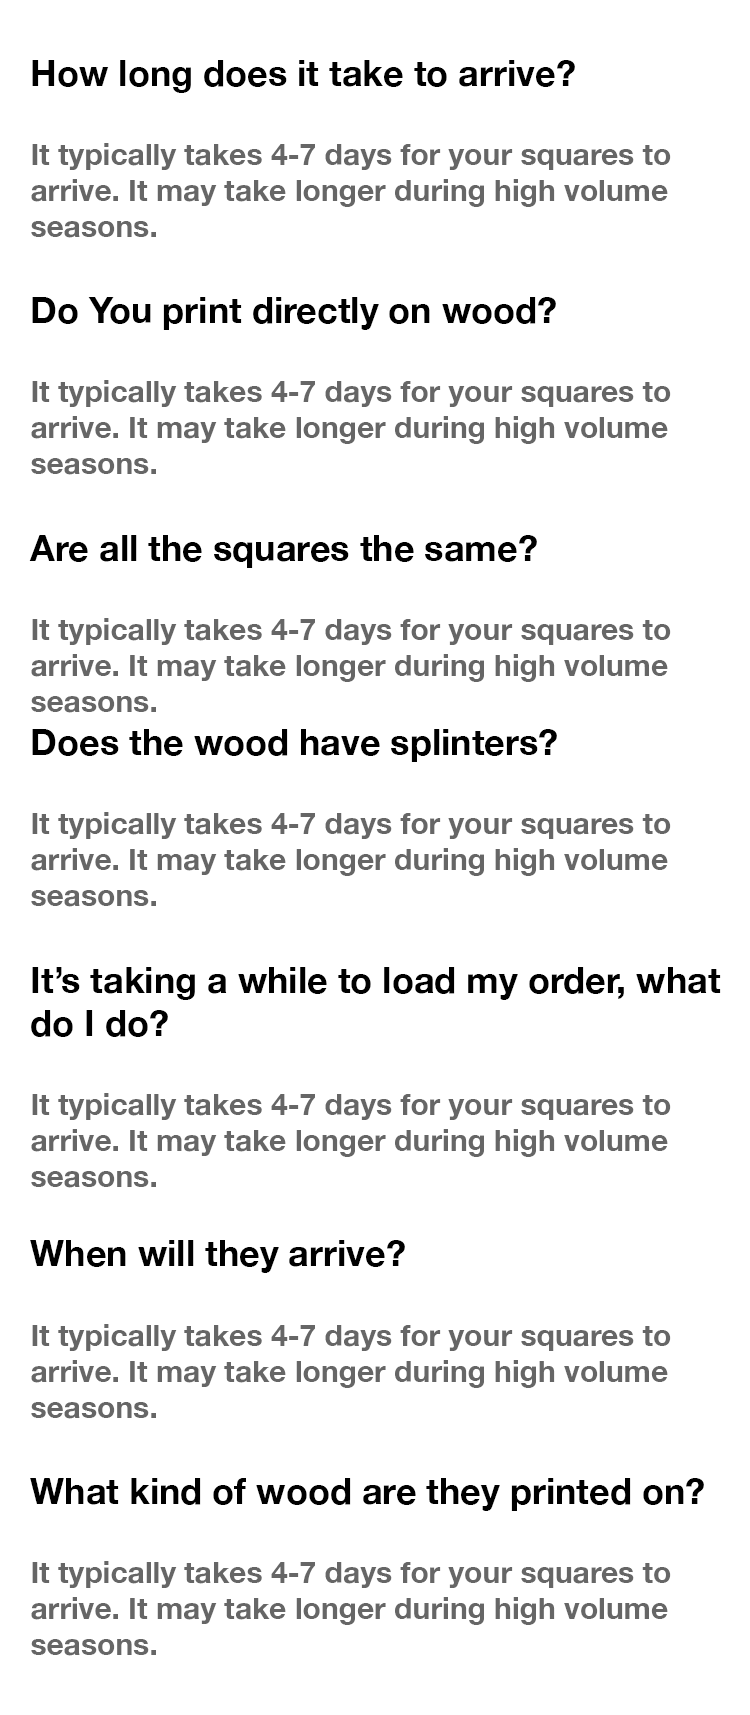 How long does it take to arrive?
It typically takes 4-7 days for your squares to
arrive. It may take longer during high volume
seasons.
Do You print directly on wood?
It typically takes 4-7 days for your squares to
arrive. It may take longer during high volume
seasons.
Are all the squares the same?
It typically takes 4-7 days for your squares to
arrive. It may take longer during high volume
seasons.
Does the wood have splinters?
It typically takes 4-7 days for your squares to
arrive. It may take longer during high volume
seasons.
It’s taking a while to load my order, what
do I do?
It typically takes 4-7 days for your squares to
arrive. It may take longer during high volume
seasons.
When will they arrive?
It typically takes 4-7 days for your squares to
arrive. It may take longer during high volume
seasons.
What kind of wood are they printed on?
It typically takes 4-7 days for your squares to
arrive. It may take longer during high volume
seasons.